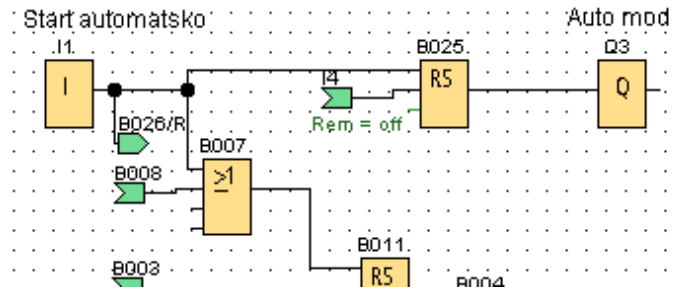 Start automatsko
Auto mod
I1
B025
Q3
I
I4
RS
Q
B026/R
Rem = off
B007
B008
≥1
B011
B003
RS
B004